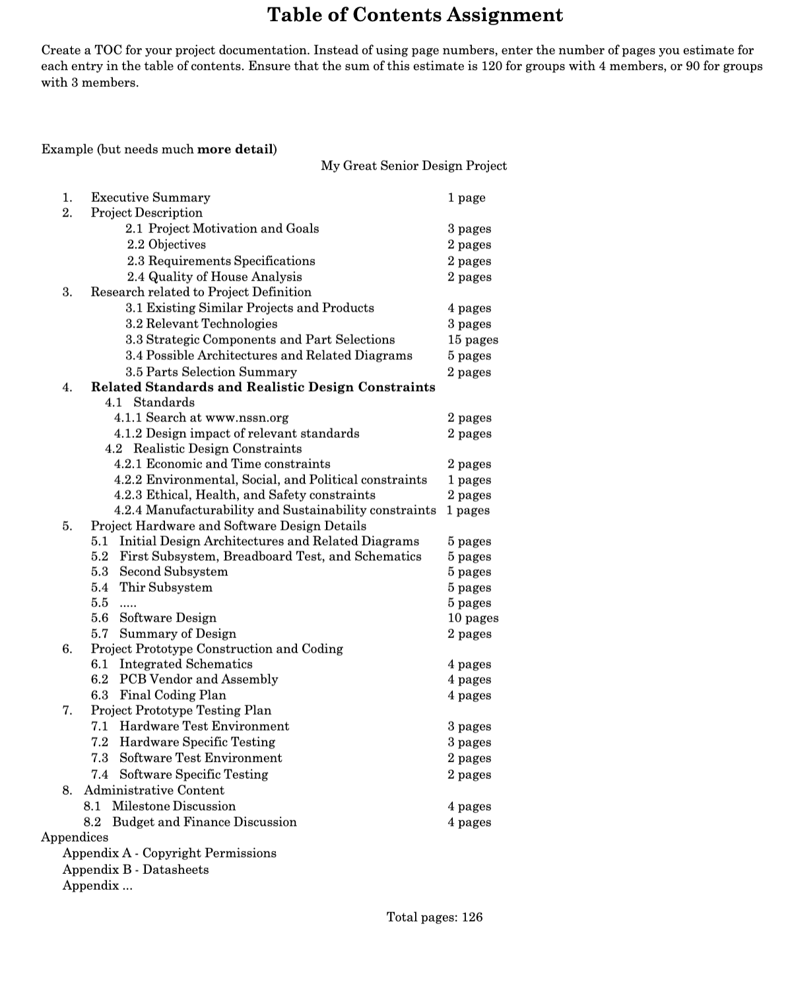 Table of Contents Assignment
Create a TOC for your project documentation. Instead of using page numbers, enter the number of pages you estimate for
each entry in the table of contents. Ensure that the sum of this estimate is 120 for groups with 4 members, or 90 for groups
with 3 members.
Example (but needs much more detail)
My Great Senior Design Project
1. Executive Summary 1 page
2. Project Description
2.1 Project Motivation and Goals 3 pages
2.2 Objectives 2 pages
2.3 Requirements Specifications 2 pages
2.4 Quality of House Analysis 2 pages
3. Research related to Project Definition
3.1 Existing Similar Projects and Products 4 pages
3.2 Relevant Technologies 3 pages
3.3 Strategic Components and Part Selections 15 pages
3.4 Possible Architectures and Related Diagrams 5 pages
3.5 Parts Selection Summary 2 pages
4. Related Standards and Realistic Design Constraints
4.1 Standards
4.1.1 Search at www.nssn.org 2 pages
4.1.2 Design impact of relevant standards 2 pages
4.2 Realistic Design Constraints
4.2.1 Economic and Time constraints 2 pages
4.2.2 Environmental, Social, and Political constraints 1 pages
4.2.3 Ethical, Health, and Safety constraints 2 pages
4.2.4 Manufacturability and Sustainability constraints 1 pages
5. Project Hardware and Software Design Details
5.1 Initial Design Architectures and Related Diagrams 5 pages
5.2 First Subsystem, Breadboard Test, and Schematics 5 pages
5.3 Second Subsystem 5 pages
5.4 Thir Subsystem 5 pages
5.5 ..... 5 pages
5.6 Software Design 10 pages
5.7 Summary of Design 2 pages
6. Project Prototype Construction and Coding
6.1 Integrated Schematics 4 pages
6.2 PCB Vendor and Assembly 4 pages
6.3 Final Coding Plan 4 pages
7. Project Prototype Testing Plan
7.1 Hardware Test Environment 3 pages
7.2 Hardware Specific Testing 3 pages
7.3 Software Test Environment 2 pages
7.4 Software Specific Testing 2 pages
8. Administrative Content
8.1 Milestone Discussion 4 pages
8.2 Budget and Finance Discussion 4 pages
Appendices
Appendix A - Copyright Permissions
Appendix B - Datasheets
Appendix ...
Total pages: 126